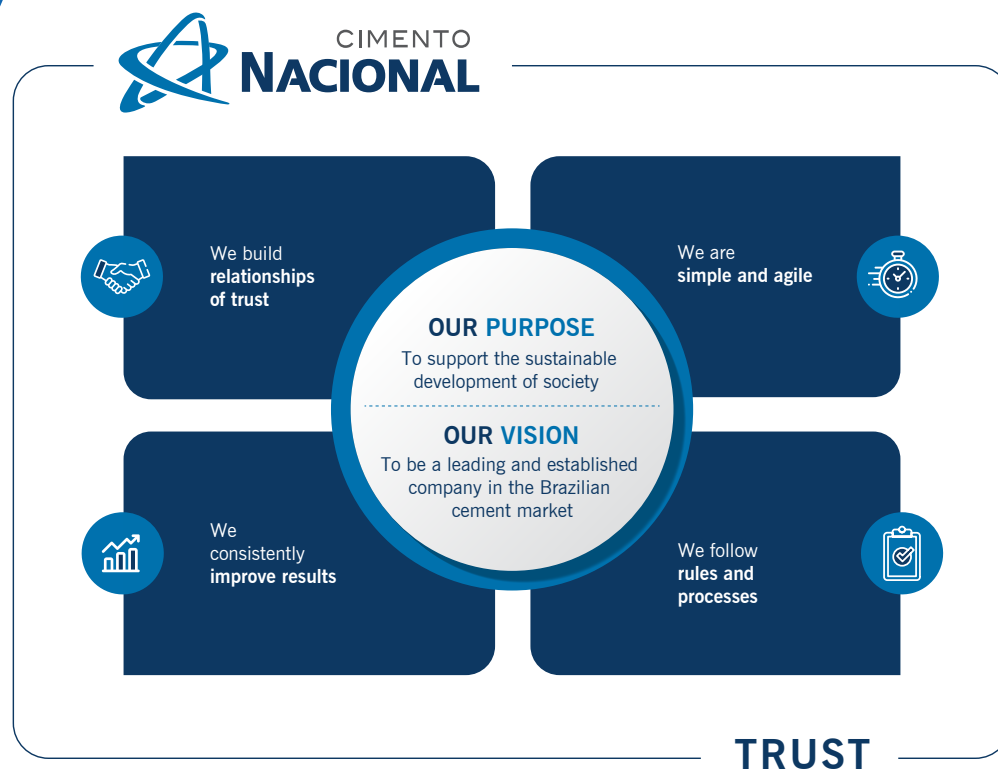 CIMENTO
NACIONAL
We build
relationships
of trust
We are
simple and agile
OUR PURPOSE
To support the sustainable
development of society
OUR VISION
To be a leading and established
company in the Brazilian
cement market
We
consistently
improve results
We follow
rules and
processes
TRUST